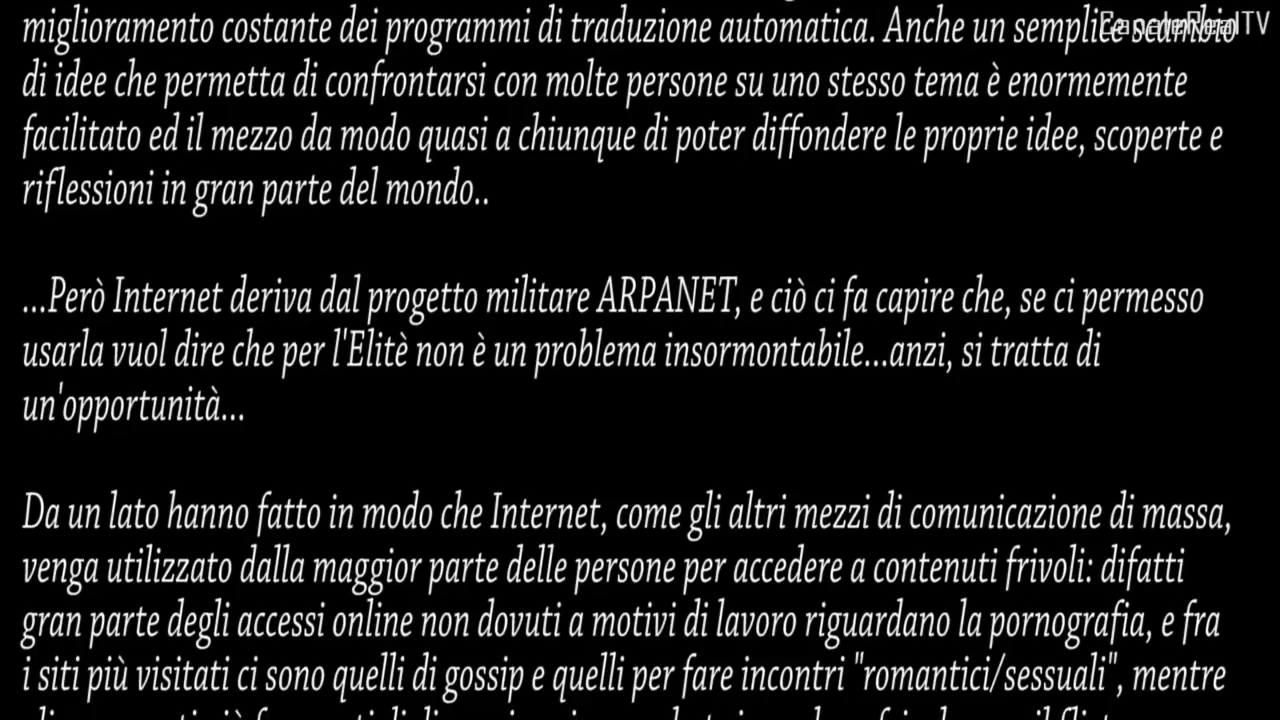 miglioramento costante dei programmi di traduzione automatica. Anche un semplice scambio
CanaleRealTV
di idee che permetta di confrontarsi con molte persone su uno stesso tema è enormemente
facilitato ed il mezzo da modo quasi a chiunque di poter diffondere le proprie idee, scoperte e
riflessioni in gran parte del mondo..
...Però Internet deriva dal progetto militare ARPANET, e ciò ci fa capire che, se ci permesso
usarla vuol dire che per l'Elitè non è un problema insormontabile...anzi, si tratta di
un'opportunità...
Da un lato hanno fatto in modo che Internet, come gli altri mezzi di comunicazione di massa,
venga utilizzato dalla maggior parte delle persone per accedere a contenuti frivoli: difatti
gran parte degli accessi online non dovuti a motivi di lavoro riguardano la pornografia, e fra
i siti più visitati ci sono quelli di gossip e quelli per fare incontri "romantici/sessuali", mentre